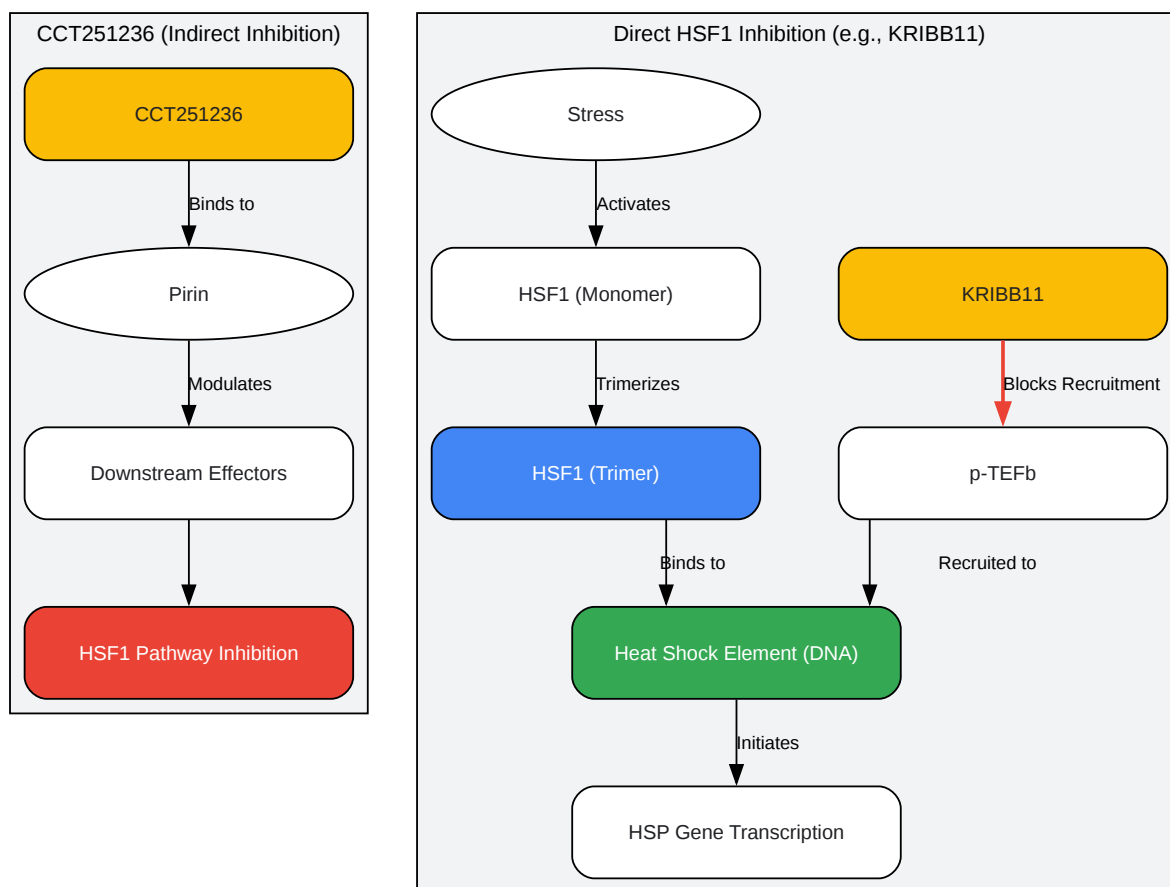 CCT251236 (Indirect Inhibition)
CCT251236
Binds to
Pirin
Modulates
Downstream Effectors
HSF1 Pathway Inhibition
Direct HSF1 Inhibition (e.g., KRIBB11)
Stress
Activates
HSF1 (Monomer)
KRIBB11
Trimerizes
Blocks Recruitment
HSF1 (Trimer)
p-TEFb
Binds to
Recruited to
Heat Shock Element (DNA)
Initiates
HSP Gene Transcription